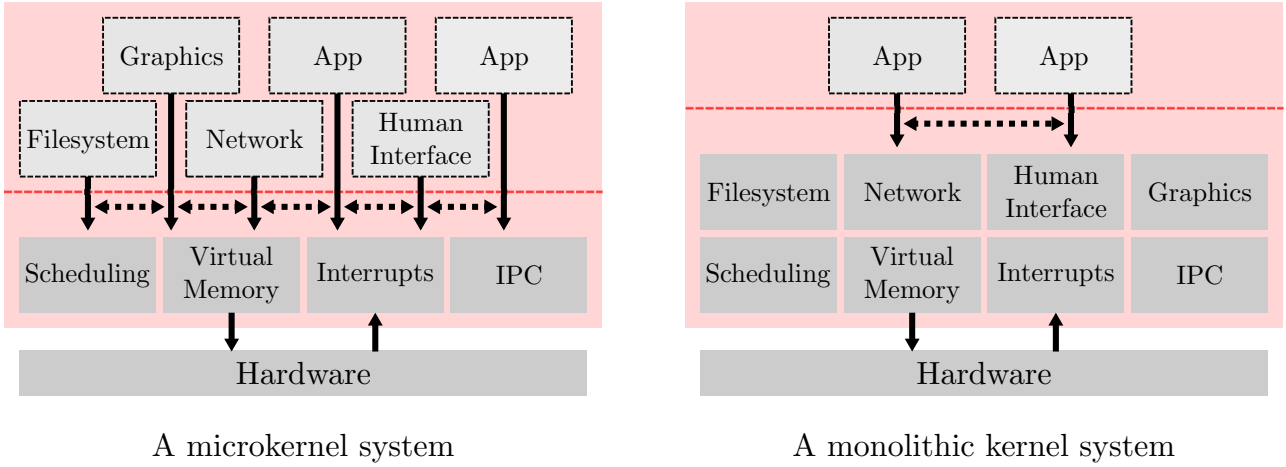 Graphics
App
App
Filesystem
Network
Human
Interface
Scheduling
Virtual
Memory
Interrupts
IPC
Hardware
A microkernel system
App
App
Filesystem
Network
Human
Interface
Graphics
Scheduling
Virtual
Memory
Interrupts
IPC
Hardware
A monolithic kernel system